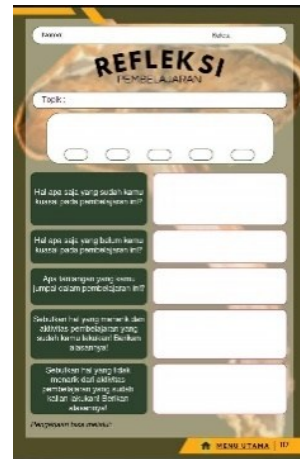 Nama:
Kelas:
REFLEKSI
PEMBELAJARAN
Topik :
Hal apa saja yang sudah kamu
kuasai pada pembelajaran ini?
Hal apa saja yang belum kamu
kuasai pada pembelajaran ini?
Apa tantangan yang kamu
jumpai dalam pembelajaran ini?
Sebutkan hal yang menarik dari
aktivitas pembelajaran yang
sudah kamu lakukan! Berikan
alasannya!
Sebutkan hal yang tidak
menarik dari aktivitas
pembelajaran yang sudah
kalian lakukan! Berikan
alasannya!
MENU UTAMA